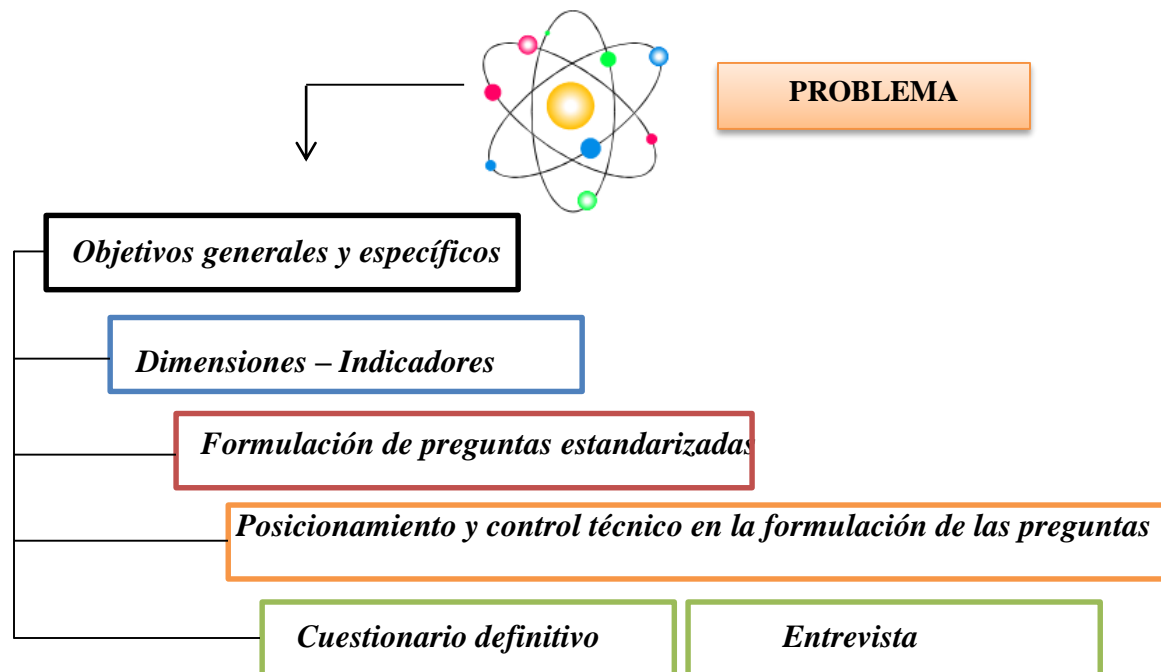 PROBLEMA
Objetivos generales y específicos
Dimensiones – Indicadores
Formulación de preguntas estandarizadas
Posicionamiento y control técnico en la formulación de las preguntas
Cuestionario definitivo
Entrevista